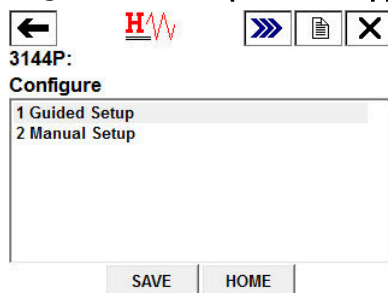 H
3144P:
Configure
1 Guided Setup
2 Manual Setup
SAVE HOME